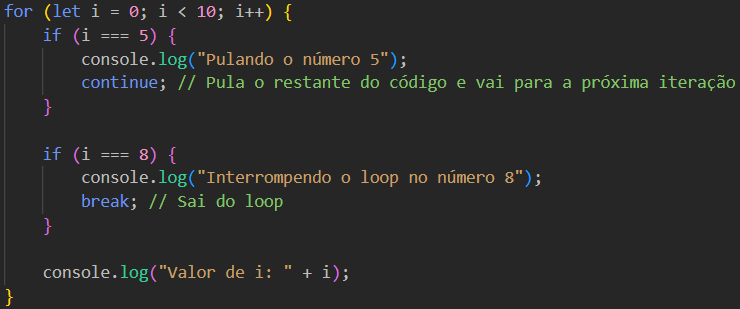 for (let i = 0; i < 10; i++) {
    if (i === 5) {
        console.log("Pulando o número 5");
        continue; // Pula o restante do código e vai para a próxima iteração
    }

    if (i === 8) {
        console.log("Interrompendo o loop no número 8");
        break; // Sai do loop
    }

    console.log("Valor de i: " + i);
}